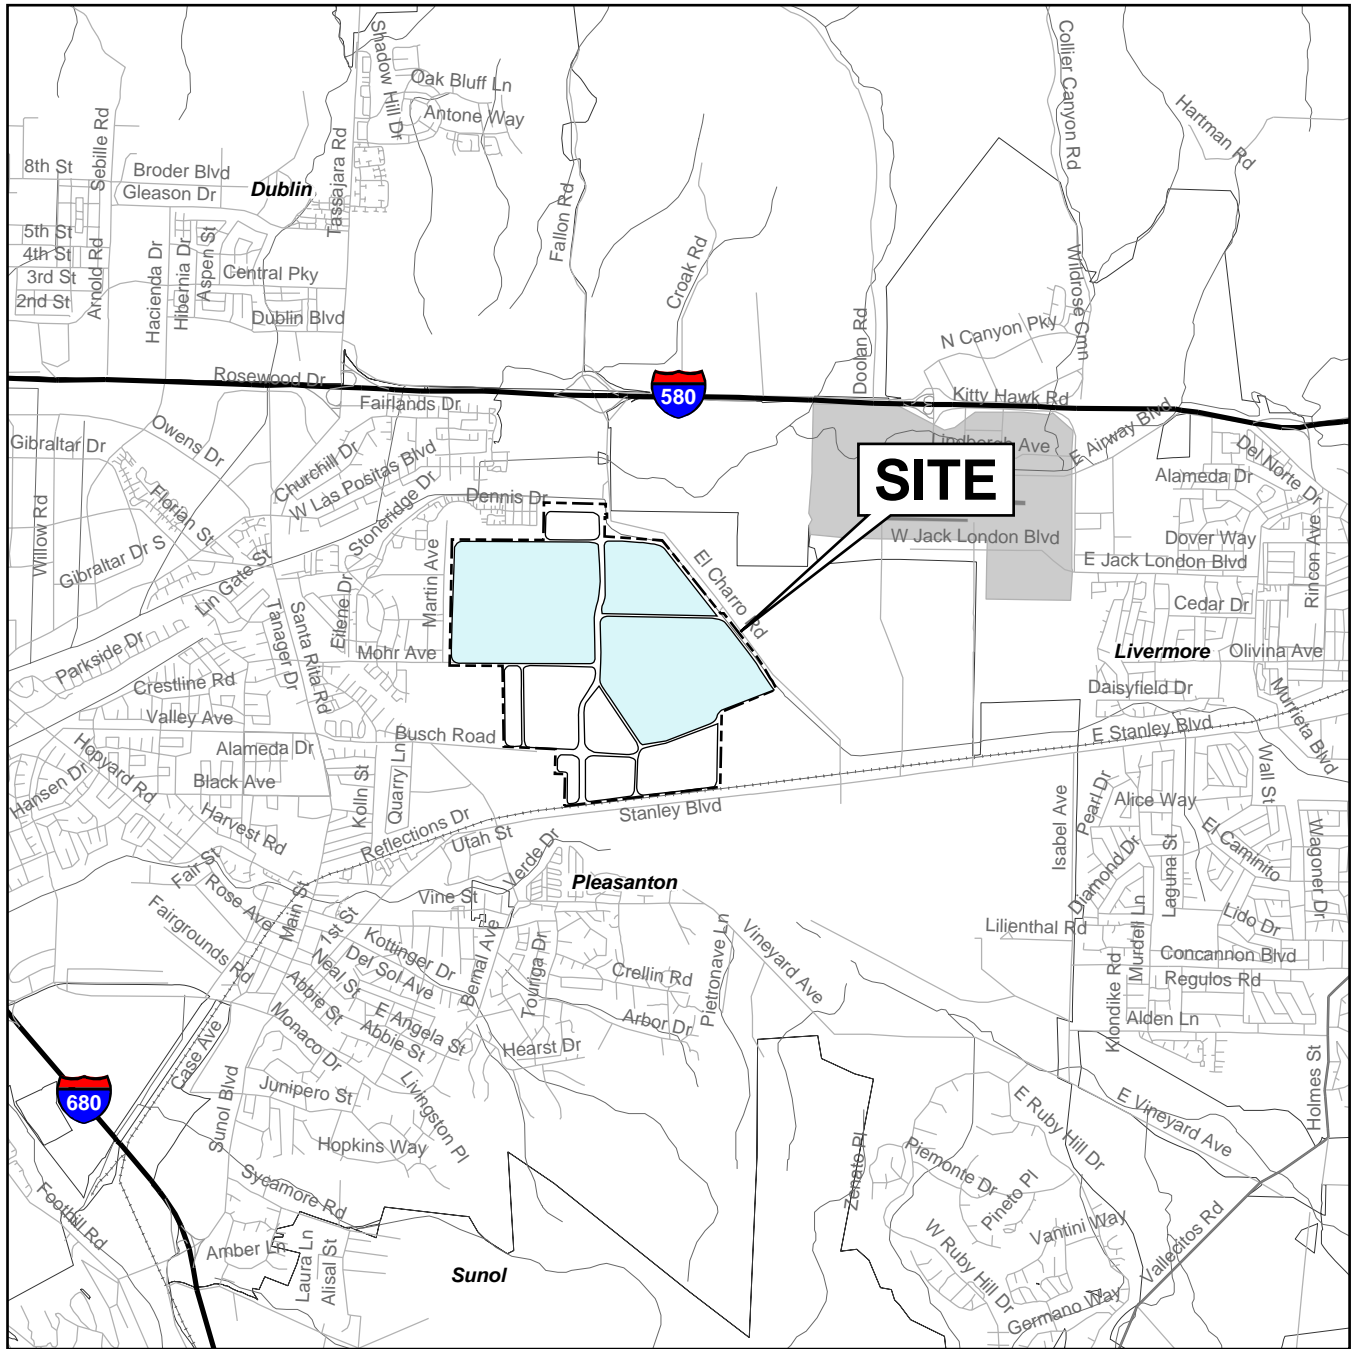 Shadow Hill Dr
Oak Bluff Ln
Antone Way
Collier Canyon Rd
Hartman Rd
Sebille Rd
8th St
Broder Blvd
Gleason Dr
Dublin
Tassajara Rd
Fallon Rd
Croak Rd
5th St
4th St
3rd St
2nd St
Arnold Rd
Hacienda Dr
Hibernia Dr
Aspen St
Central Pky
Dublin Blvd
Doolan Rd
N Canyon Pky
Wildrose Cmn
Rosewood Dr
580
Kitty Hawk Rd
Fairlands Dr
Gibraltar Dr
Owens Dr
Churchill Dr
W Las Positas Blvd
Lindbergh Ave
E Airway Blvd
Del Norte Dr
Alameda Dr
SITE
Willow Rd
Florian St
Stoneridge Dr
Dennis Dr
Gibraltar Dr S
Lin Gate St
Martin Ave
El Charro Rd
W Jack London Blvd
Dover Way
E Jack London Blvd
Rincon Ave
Cedar Dr
Tanager Dr
Santa Rita Rd
Eilene Dr
Mohr Ave
Parkside Dr
Crestline Rd
Livermore
Olivina Ave
Daisyfield Dr
Murrieta Blvd
Valley Ave
Alameda Dr
Busch Road
E Stanley Blvd
Hopyard Rd
Hansen Dr
Black Ave
Kolln St
Quarry Ln
Harvest Rd
Reflections Dr
Utah St
Stanley Blvd
Isabel Ave
Pearl Dr
Alice Way
Wall St
El Caminito
Wagoner Dr
Diamond Dr
Laguna St
Verde Dr
Pleasanton
Fair St
Rose Ave
Vine St
Fairgrounds Rd
Main St
1st St
Neal St
Kottinger Dr
Del Sol Ave
Bernal Ave
Touriga Dr
Crellin Rd
Pietronave Ln
Vineyard Ave
Lilienthal Rd
Murdell Ln
Lido Dr
Concannon Blvd
Regulos Rd
Klondike Rd
Alden Ln
Abbie St
Monaco Dr
E Angela St
Abbie St
Arbor Dr
Hearst Dr
Case Ave
680
Sunol Blvd
Junipero St
Livingston Pl
Hopkins Way
Holmes St
E Vineyard Ave
E Ruby Hill Dr
Zenato Pl
Piemonte Dr
Pineto Pl
Vantini Way
Vallecitos Rd
Foothill Rd
Sycamore Rd
Amber Ln
Laura Ln
Alisal St
Sunol
W Ruby Hill Dr
Germano Way